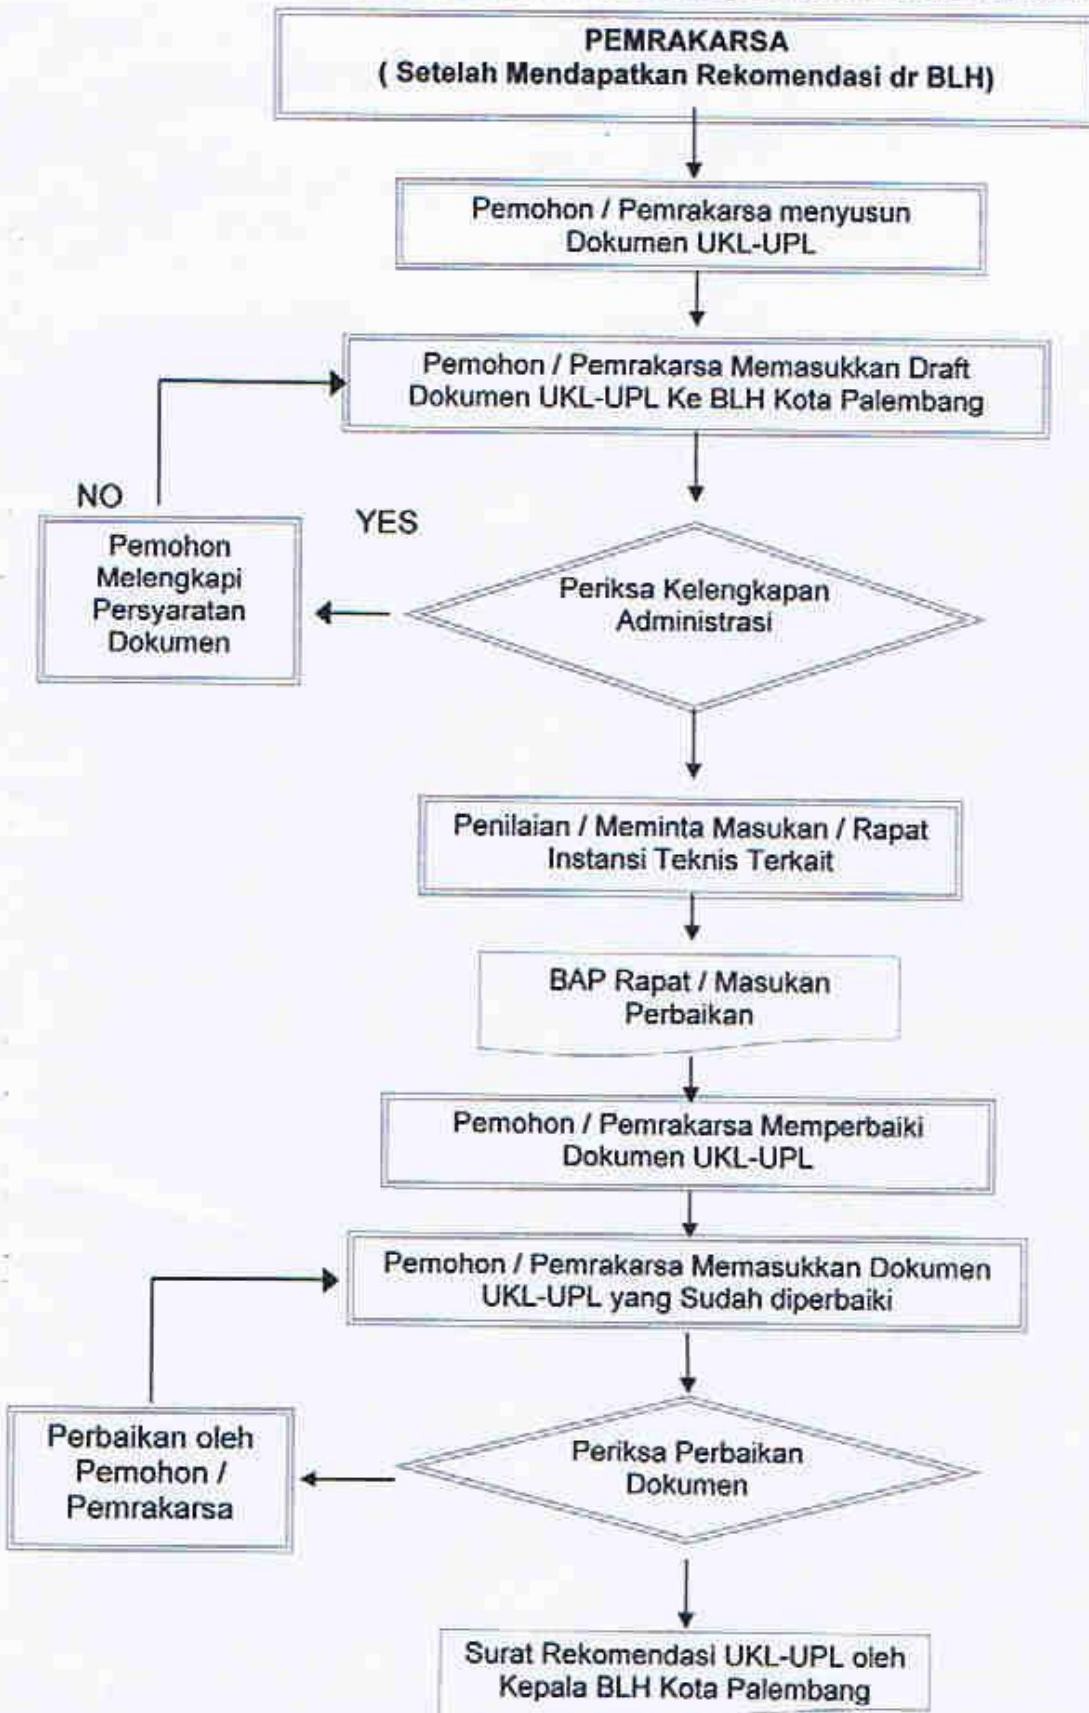 PEMRAKARSA
( Setelah Mendapatkan Rekomendasi dr BLH)
Pemohon / Pemrakarsa menyusun
Dokumen UKL-UPL
Pemohon / Pemrakarsa Memasukkan Draft
Dokumen UKL-UPL Ke BLH Kota Palembang
NO
YES
Pemohon
Melengkapi
Persyaratan
Dokumen
Periksa Kelengkapan
Administrasi
Penilaian / Meminta Masukan / Rapat
Instansi Teknis Terkait
BAP Rapat / Masukan
Perbaikan
Pemohon / Pemrakarsa Memperbaiki
Dokumen UKL-UPL
Pemohon / Pemrakarsa Memasukkan Dokumen
UKL-UPL yang Sudah diperbaiki
Perbaikan oleh
Pemohon /
Pemrakarsa
Periksa Perbaikan
Dokumen
Surat Rekomendasi UKL-UPL oleh
Kepala BLH Kota Palembang